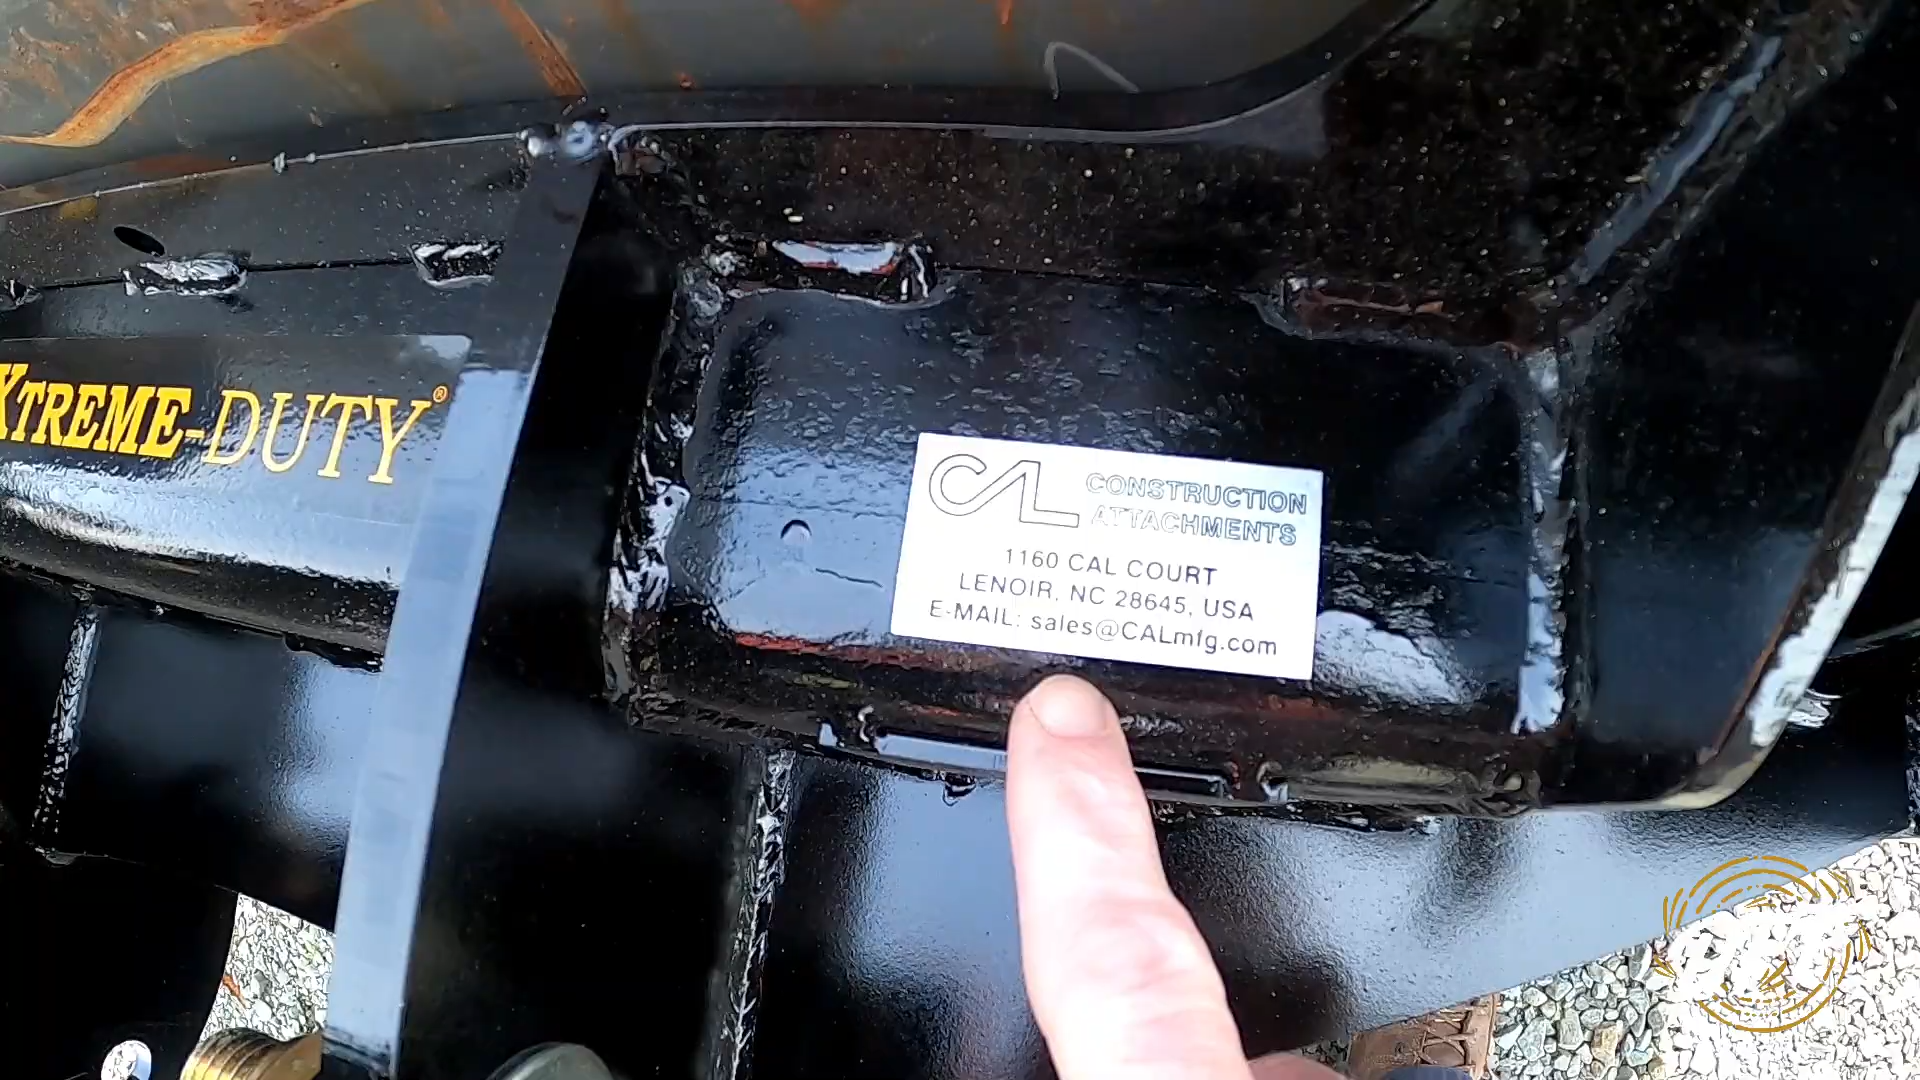 XTREME-DUTY®
CAL CONSTRUCTION
ATTACHMENTS
1160 CAL COURT
LENOIR, NC 28645, USA
E-MAIL: sales@CALmfg.com